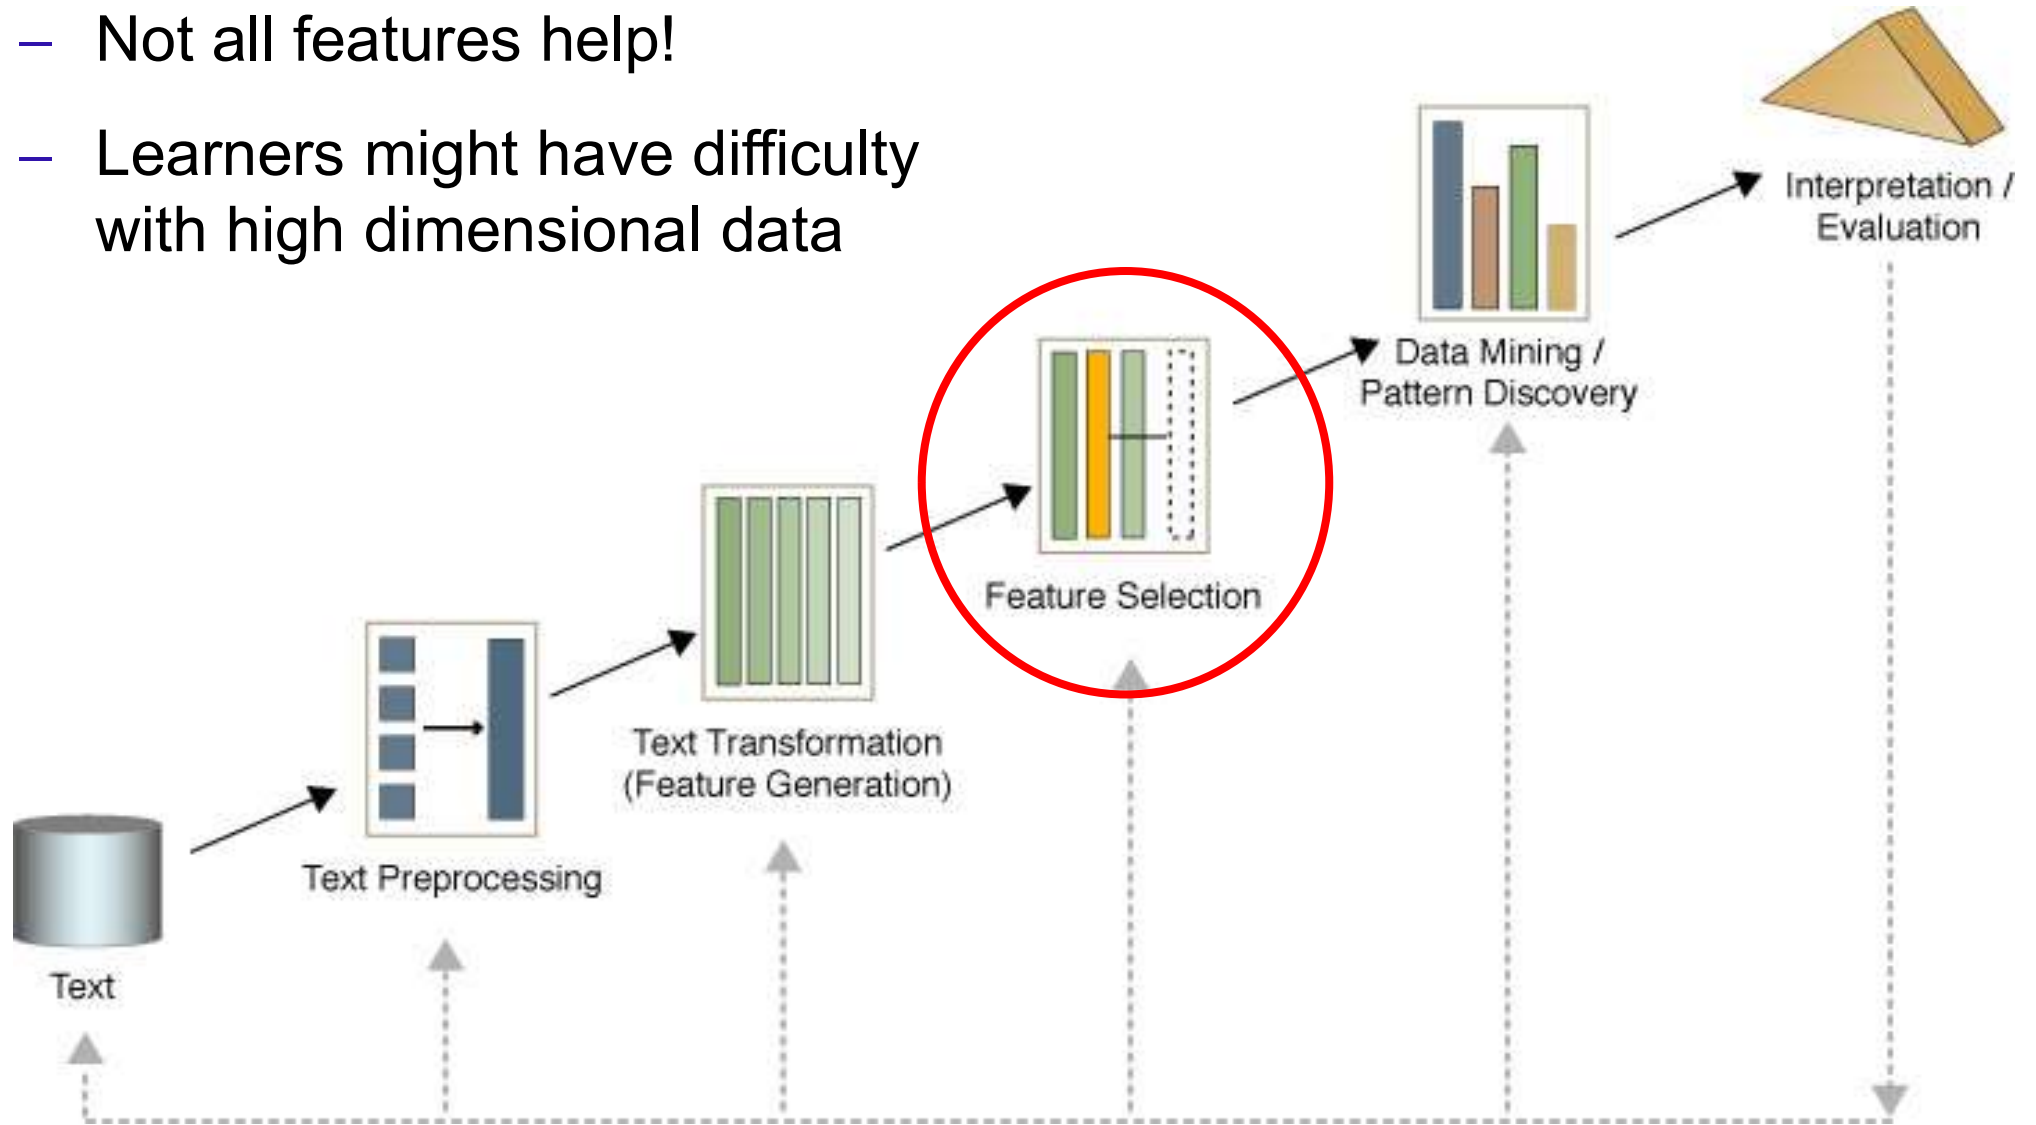 – Not all features help!
– Learners might have difficulty
with high dimensional data
Interpretation /
Evaluation
Data Mining /
Pattern Discovery
Feature Selection
Text Transformation
(Feature Generation)
Text Preprocessing
Text